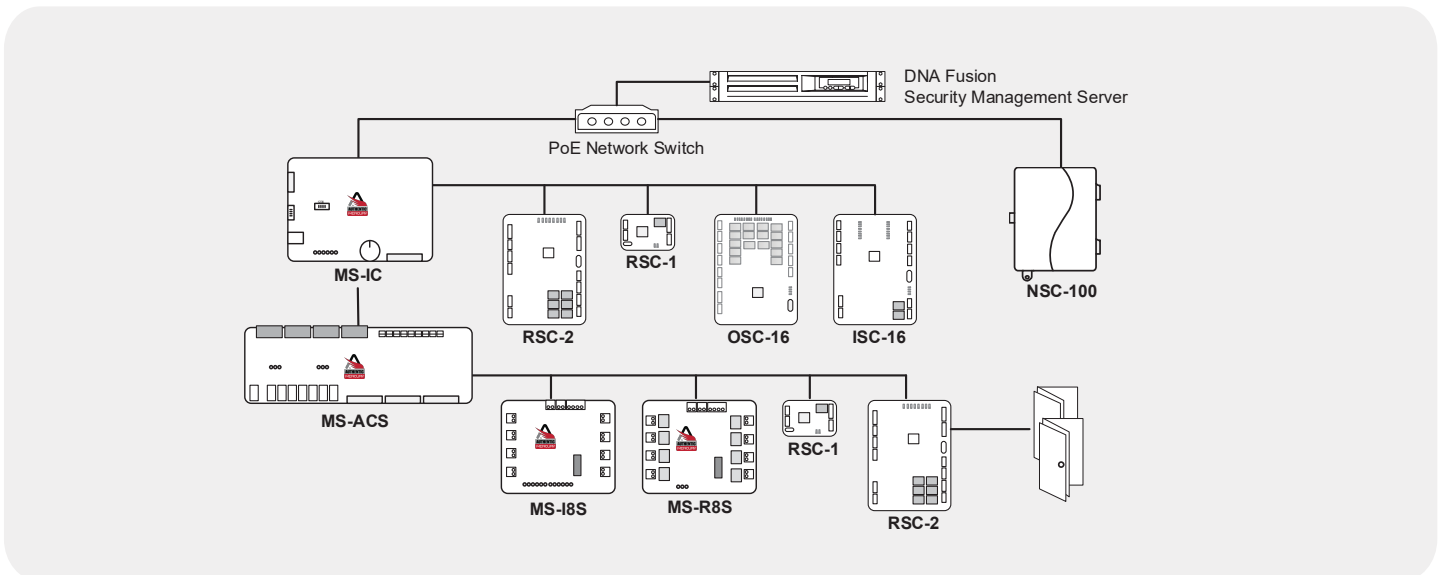 DNA Fusion
Security Management Server
PoE Network Switch
MS-IC
RSC-2
RSC-1
OSC-16
ISC-16
NSC-100
MS-ACS
MS-I8S
MS-R8S
RSC-1
RSC-2